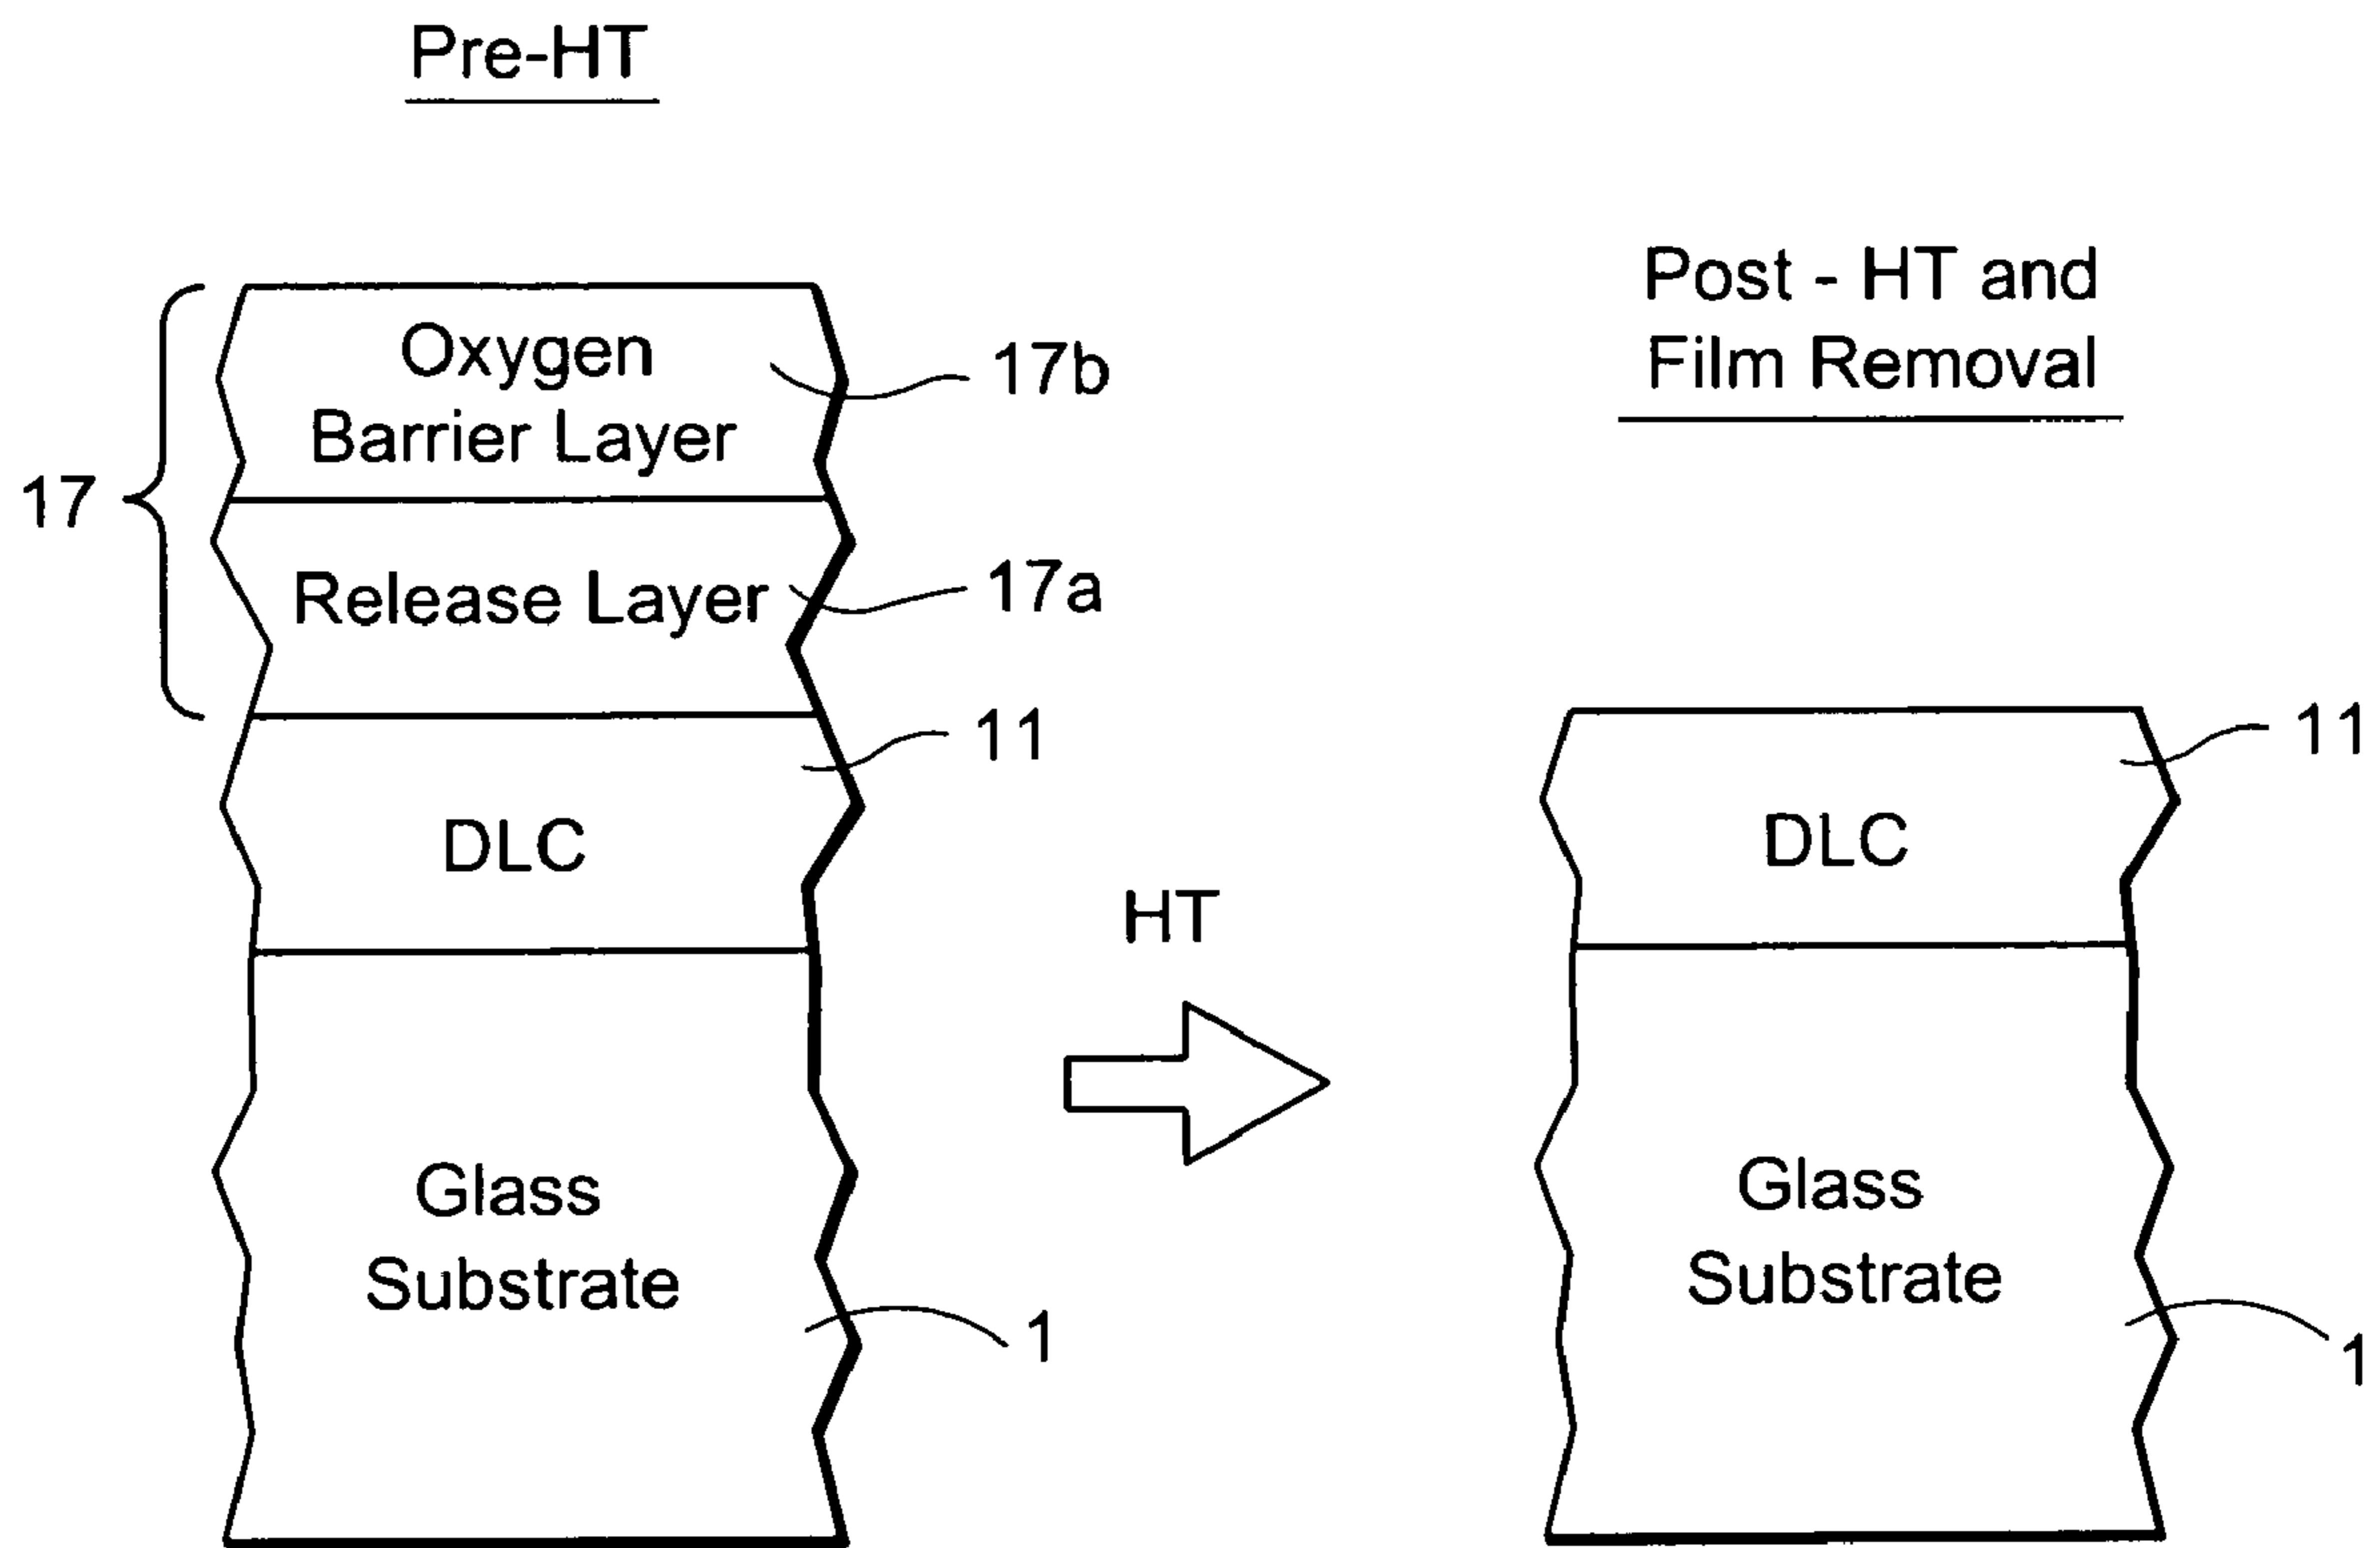 Pre-HT
Oxygen
Barrier Layer
17b
17
Release Layer
17a
11
DLC
Glass
Substrate
1
HT
Post - HT and
Film Removal
11
DLC
Glass
Substrate
1